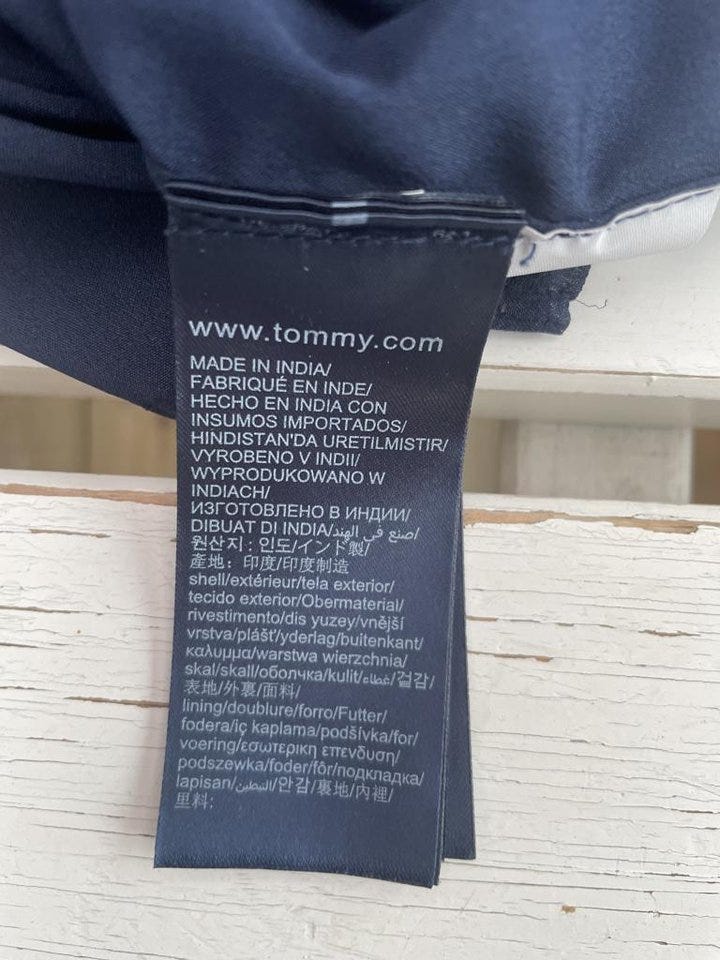 www.tommy.com
MADE IN INDIA/
FABRIQUÉ EN INDE/
HECHO EN INDIA CON
INSUMOS IMPORTADOS/
HINDISTAN'DA URETILMISTIR/
VYROBENO V INDII/
WYPRODUKOWANO W
INDIACH/
ИЗГОТОВЛЕНО В ИНДИИ/
DIBUAT DI INDIA/صنع في الهند/
원산지 : 인도/インド製/
產地：印度/印度制造
shell/extérieur/tela exterior/
tecido exterior/Obermaterial/
rivestimento/dis yuzey/vnější
vrstva/plášť/yderlag/buitenkant/
καλυμμα/warstwa wierzchnia/
skal/skall/оболчка/kulit/غطاء/겉감/
表地/外裏/面料/
lining/doublure/forro/Futter/
fodera/iç kaplama/podšívka/for/
voering/εσωτερικη επενδυση/
podszewka/foder/fôr/подкладка/
lapisan/التبطين/안감/裏地/內裡/
里料: